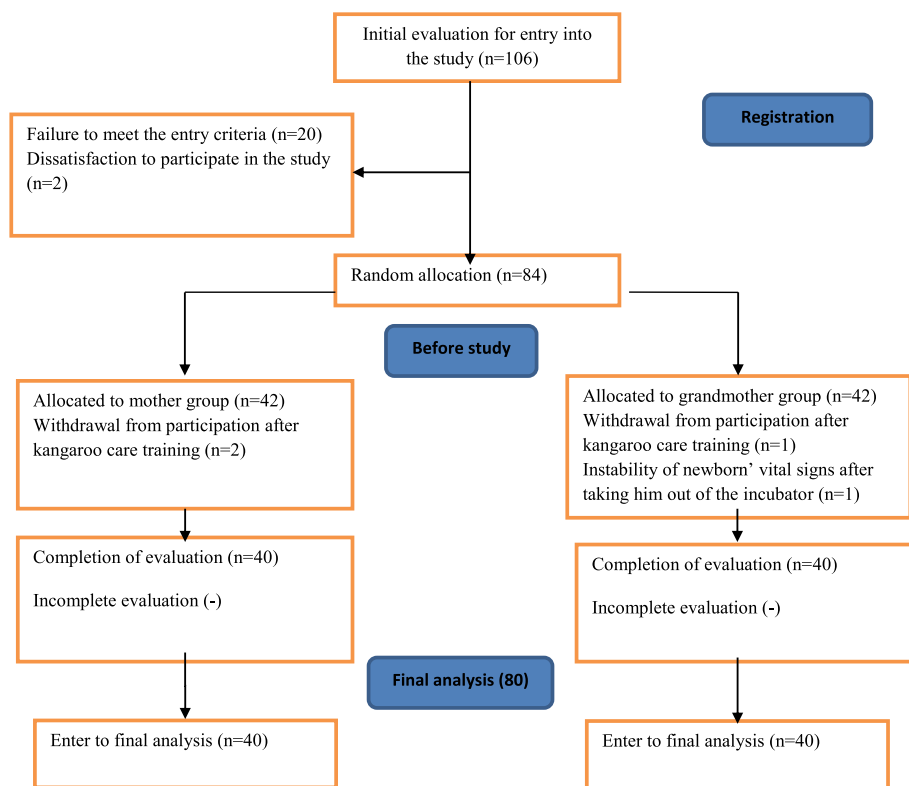 Initial evaluation for entry into
the study (n=106)
Registration
Failure to meet the entry criteria (n=20)
Dissatisfaction to participate in the study
(n=2)
Random allocation (n=84)
Before study
Allocated to mother group (n=42)
Withdrawal from participation after
kangaroo care training (n=2)
Allocated to grandmother group (n=42)
Withdrawal from participation after
kangaroo care training (n=1)
Instability of newborn’ vital signs after
taking him out of the incubator (n=1)
Completion of evaluation (n=40)
Incomplete evaluation (-)
Completion of evaluation (n=40)
Incomplete evaluation (-)
Final analysis (80)
Enter to final analysis (n=40)
Enter to final analysis (n=40)